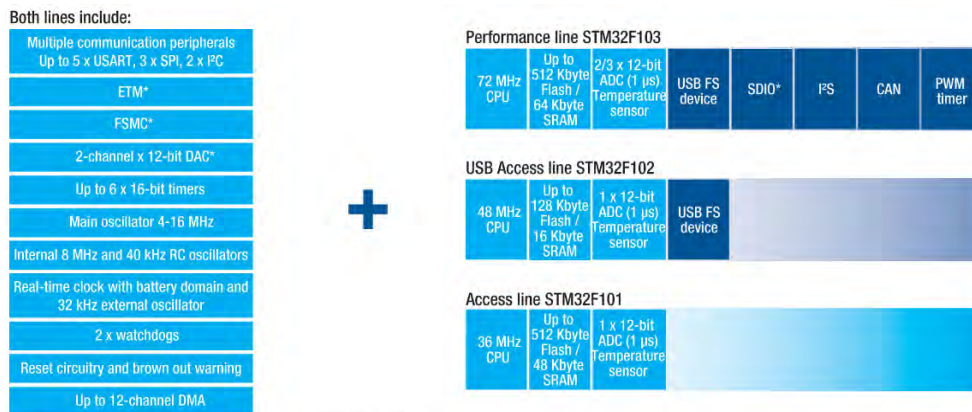 Both lines include:
Multiple communication peripherals
Up to 5 x USART, 3 x SPI, 2 x I²C
ETM*
FSMC*
2-channel x 12-bit DAC*
Up to 6 x 16-bit timers
Main oscillator 4-16 MHz
Internal 8 MHz and 40 kHz RC oscillators
Real-time clock with battery domain and
32 kHz external oscillator
2 x watchdogs
Reset circuitry and brown out warning
Up to 12-channel DMA
+
Performance line STM32F103
72 MHz
CPU
Up to
512 Kbyte
Flash /
64 Kbyte
SRAM
2/3 x 12-bit
ADC (1 µs)
Temperature
sensor
USB FS
device
SDIO*
I²S
CAN
PWM
timer
USB Access line STM32F102
48 MHz
CPU
Up to
128 Kbyte
Flash /
16 Kbyte
SRAM
1 x 12-bit
ADC (1 µs)
Temperature
sensor
USB FS
device
Access line STM32F101
36 MHz
CPU
Up to
512 Kbyte
Flash /
48 Kbyte
SRAM
1 x 12-bit
ADC (1 µs)
Temperature
sensor